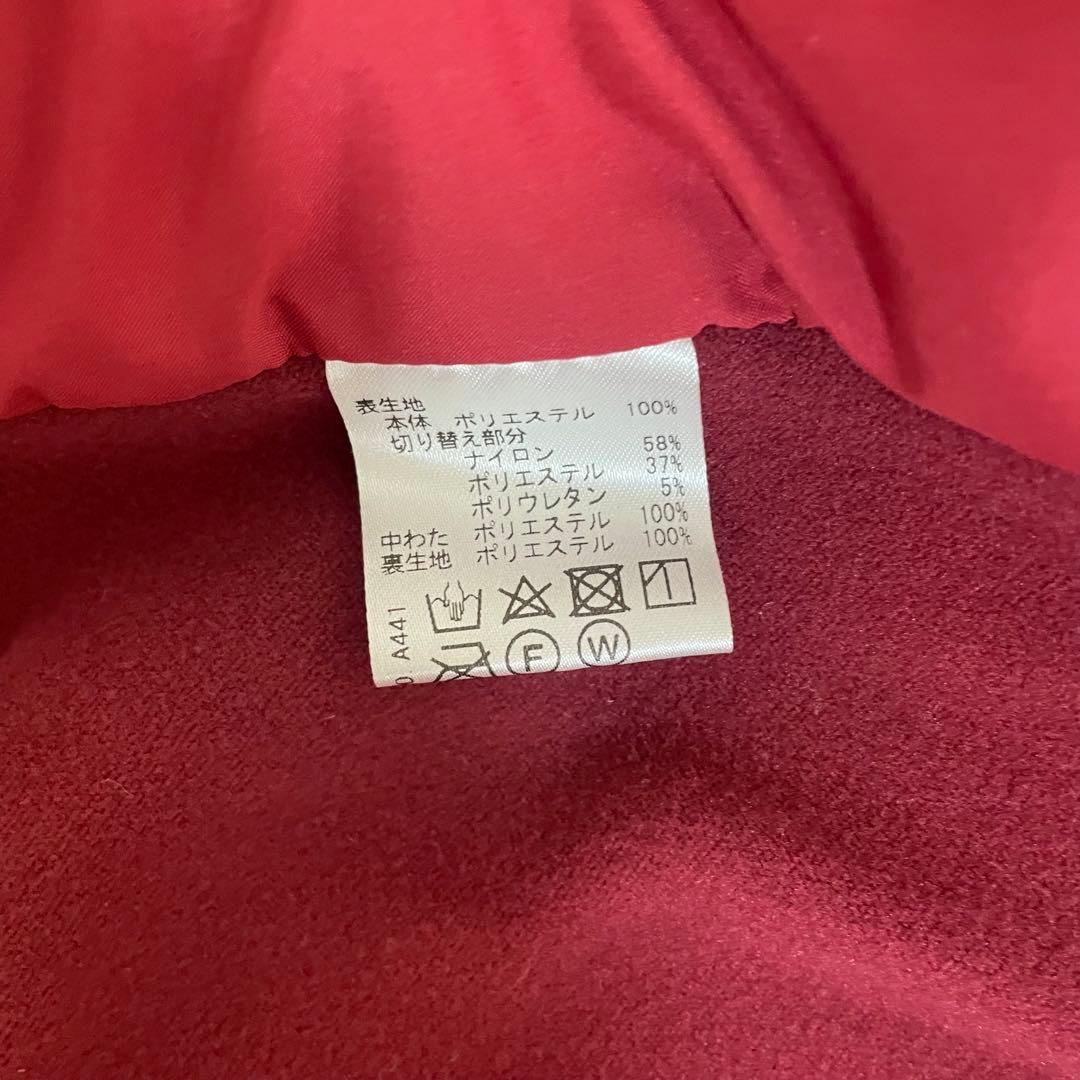 表生地
本体 ポリエステル 100%
切り替え部分
ナイロン 58%
ポリエステル 37%
ポリウレタン 5%
中わた ポリエステル 100%
裏生地 ポリエステル 100%
F W
A441